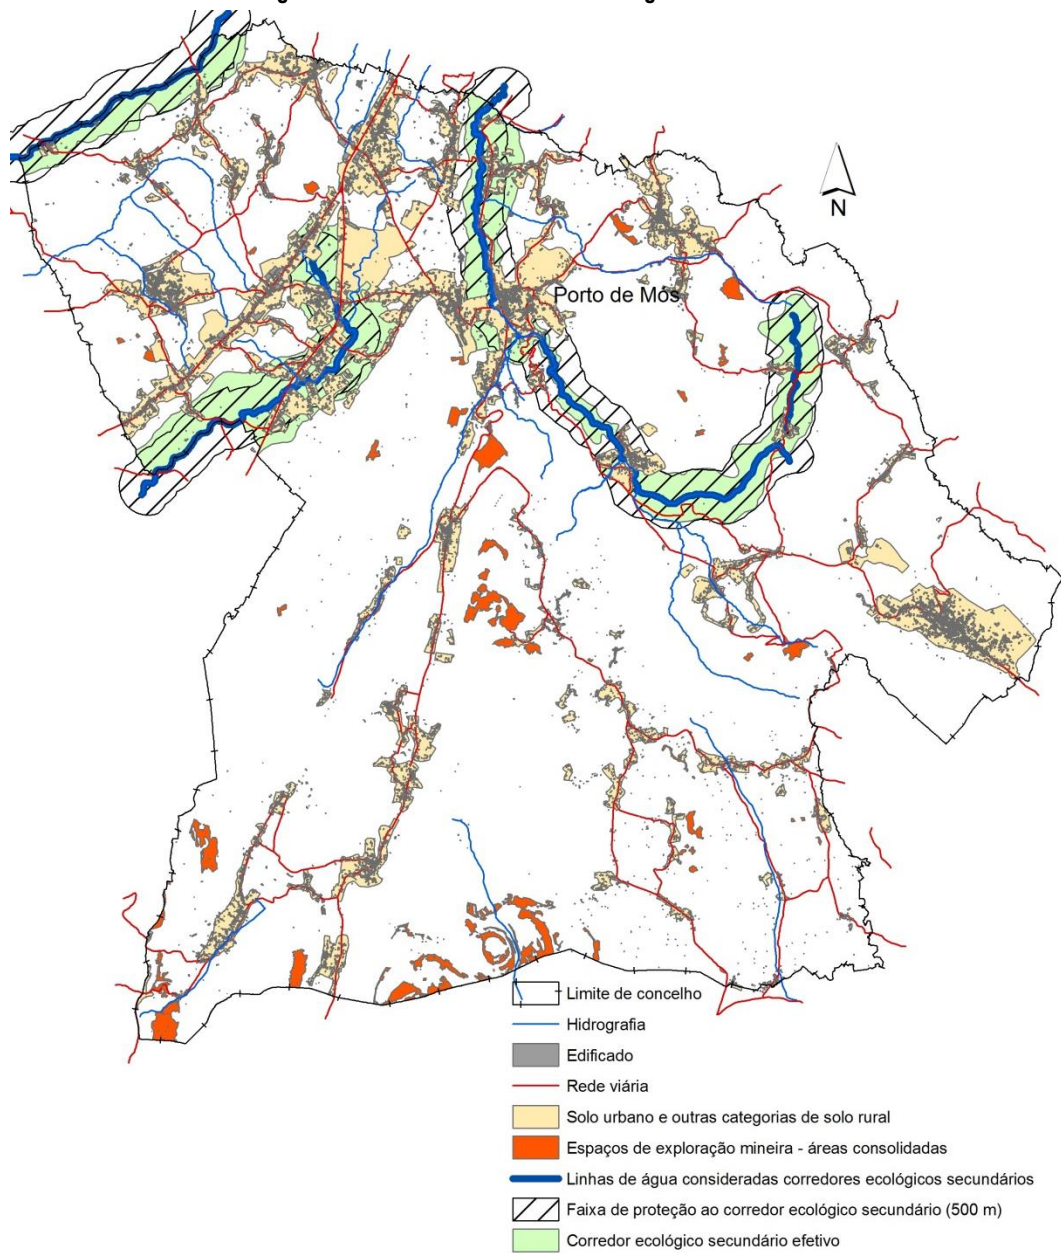 N
Porto de Mós
Limite de concelho
Hidrografia
Edificado
Rede viária
Solo urbano e outras categorias de solo rural
Espaços de exploração mineira - áreas consolidadas
Linhas de água consideradas corredores ecológicos secundários
Faixa de proteção ao corredor ecológico secundário (500 m)
Corredor ecológico secundário efetivo